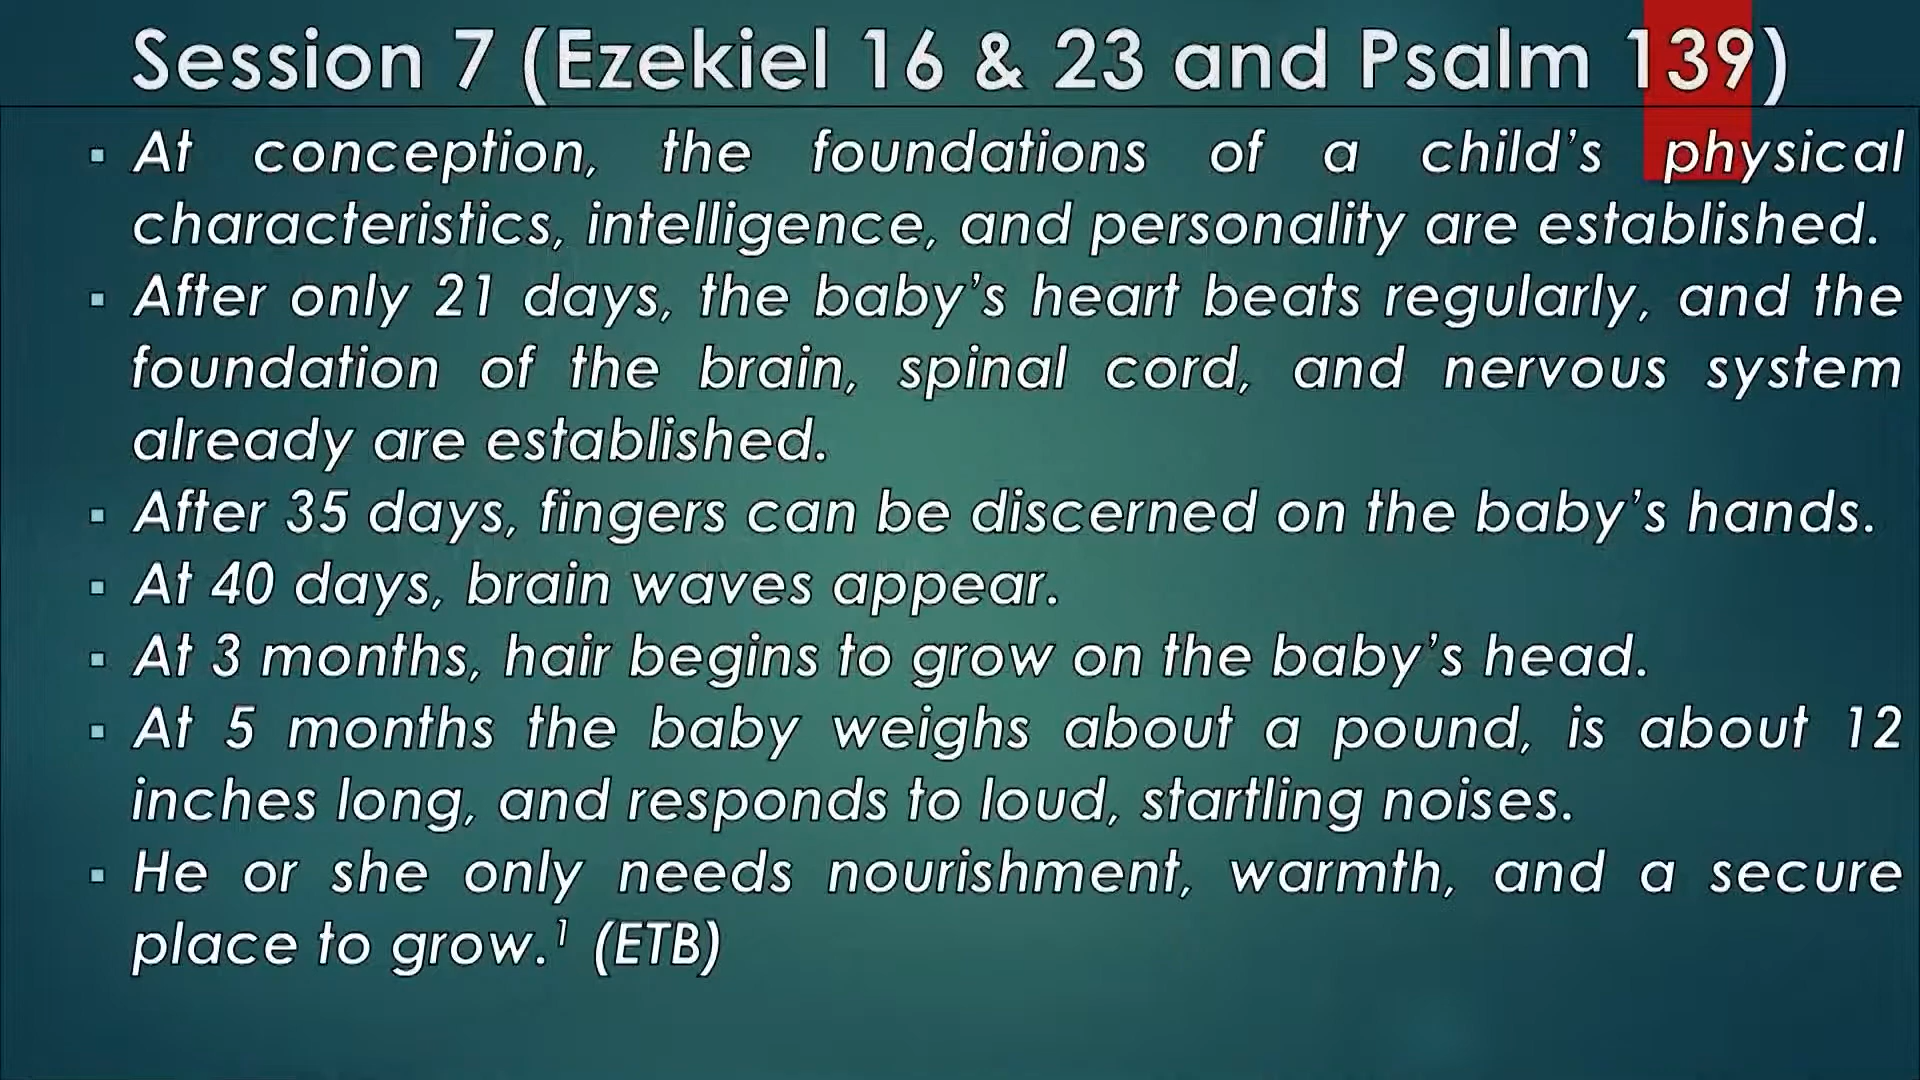 Session 7 (Ezekiel 16 & 23 and Psalm 139)
▪ At conception, the foundations of a child’s physical
characteristics, intelligence, and personality are established.
▪ After only 21 days, the baby’s heart beats regularly, and the
foundation of the brain, spinal cord, and nervous system
already are established.
▪ After 35 days, fingers can be discerned on the baby’s hands.
▪ At 40 days, brain waves appear.
▪ At 3 months, hair begins to grow on the baby’s head.
▪ At 5 months the baby weighs about a pound, is about 12
inches long, and responds to loud, startling noises.
▪ He or she only needs nourishment, warmth, and a secure
place to grow.¹ (ETB)